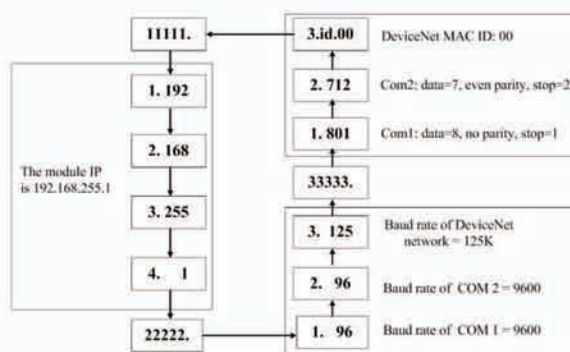 11111.
1. 192
2. 168
3. 255
4. 1
The module IP
is 192.168.255.1
22222.
1. 96
Baud rate of COM 1 = 9600
2. 96
Baud rate of COM 2 = 9600
3. 125
Baud rate of DeviceNet
network = 125K
33333.
1. 801
Com1: data=8, no parity, stop=1
2. 712
Com2: data=7, even parity, stop=2
3.id.00
DeviceNet MAC ID: 00